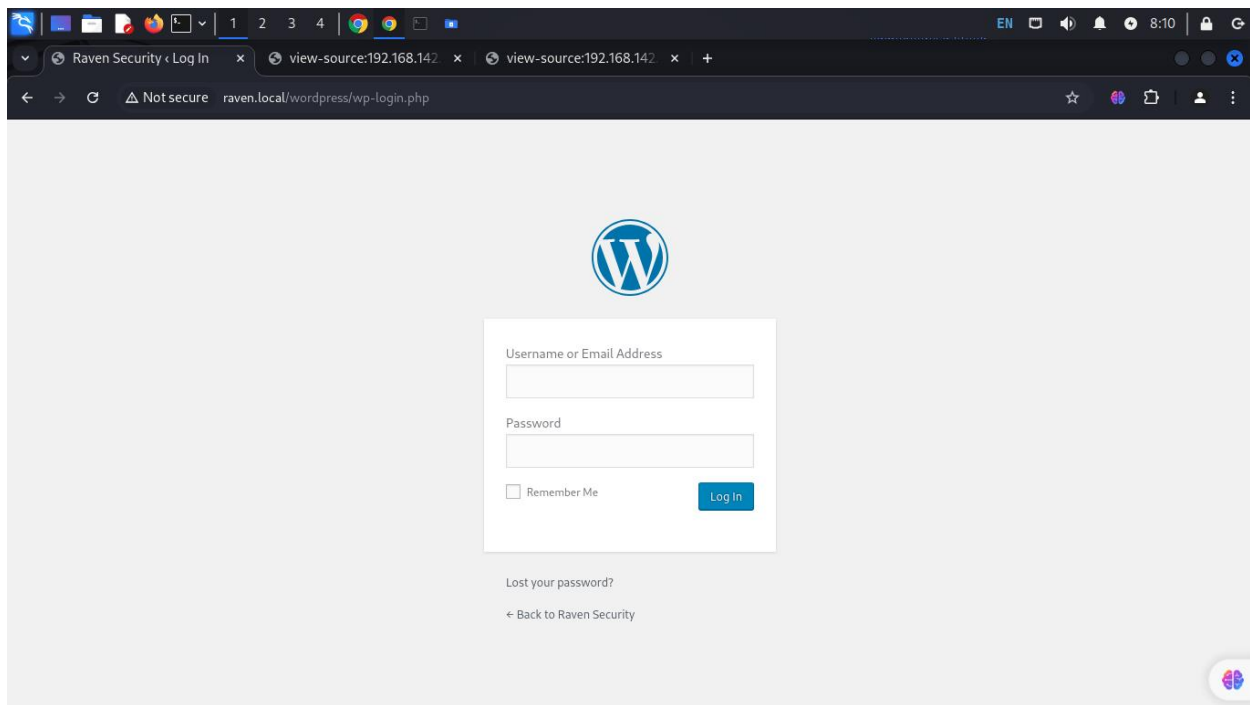 1 2 3 4 EN 8:10
Raven Security ‹ Log In view-source:192.168.142 view-source:192.168.142
Not secure raven.local/wordpress/wp-login.php
Username or Email Address
Password
Remember Me
Log In
Lost your password?
← Back to Raven Security